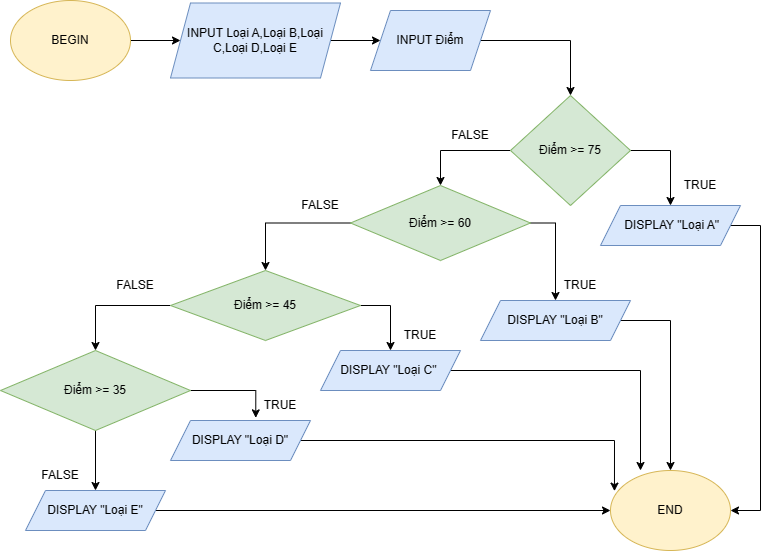 BEGIN
INPUT Loại A,Loại B,Loại
C,Loại D,Loại E
INPUT Điểm
FALSE
Điểm >= 75
TRUE
FALSE
Điểm >= 60
DISPLAY "Loại A"
FALSE
TRUE
Điểm >= 45
DISPLAY "Loại B"
TRUE
DISPLAY "Loại C"
Điểm >= 35
TRUE
DISPLAY "Loại D"
FALSE
DISPLAY "Loại E"
END